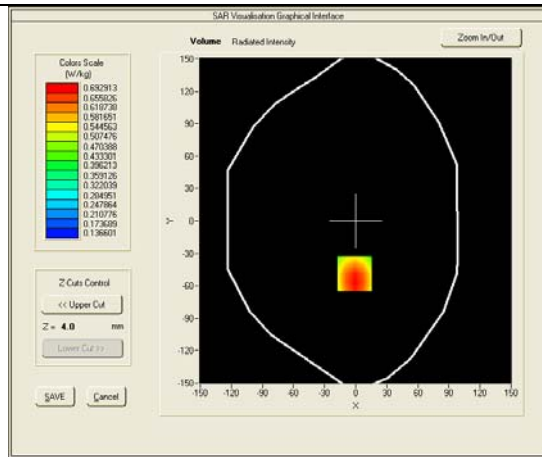 SAR Visualisation Graphical Interface
Volume Radiated Intensity
Zoom In/Out
Colors Scale
(W/kg)
0.692913
0.655826
0.618738
0.581651
0.544563
0.507476
0.470388
0.433301
0.396213
0.359126
0.322039
0.284951
0.247864
0.210776
0.173689
0.136601
Z-Cuts Control
<< Upper Cut
Z = 4.0 mm
Lower Cut >>
SAVE Cancel
150
120
90
60
30
0
-30
-60
-90
-120
-150
Y
-150 -120 -90 -60 -30 0 30 60 90 120 150
X